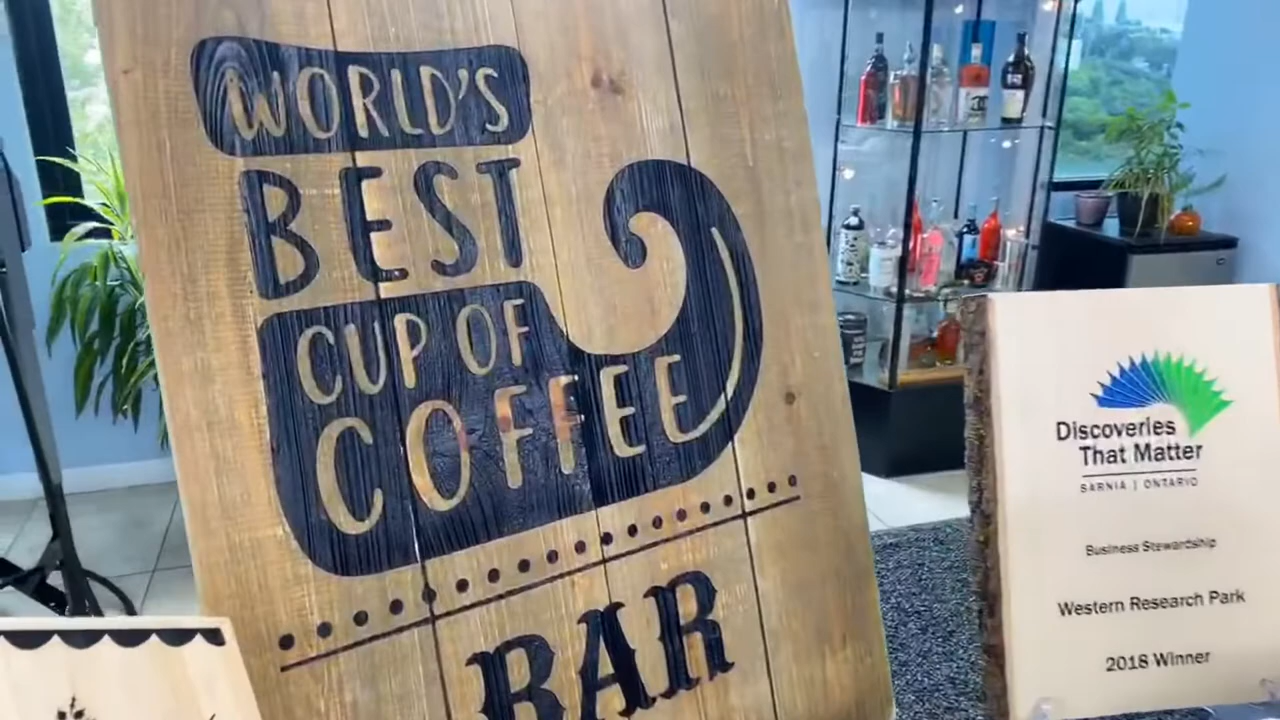 WORLD'S
BEST
CUP OF
COFFEE
BAR
Discoveries
That Matter
SARNIA | ONTARIO
Business Stewardship
Western Research Park
2018 Winner